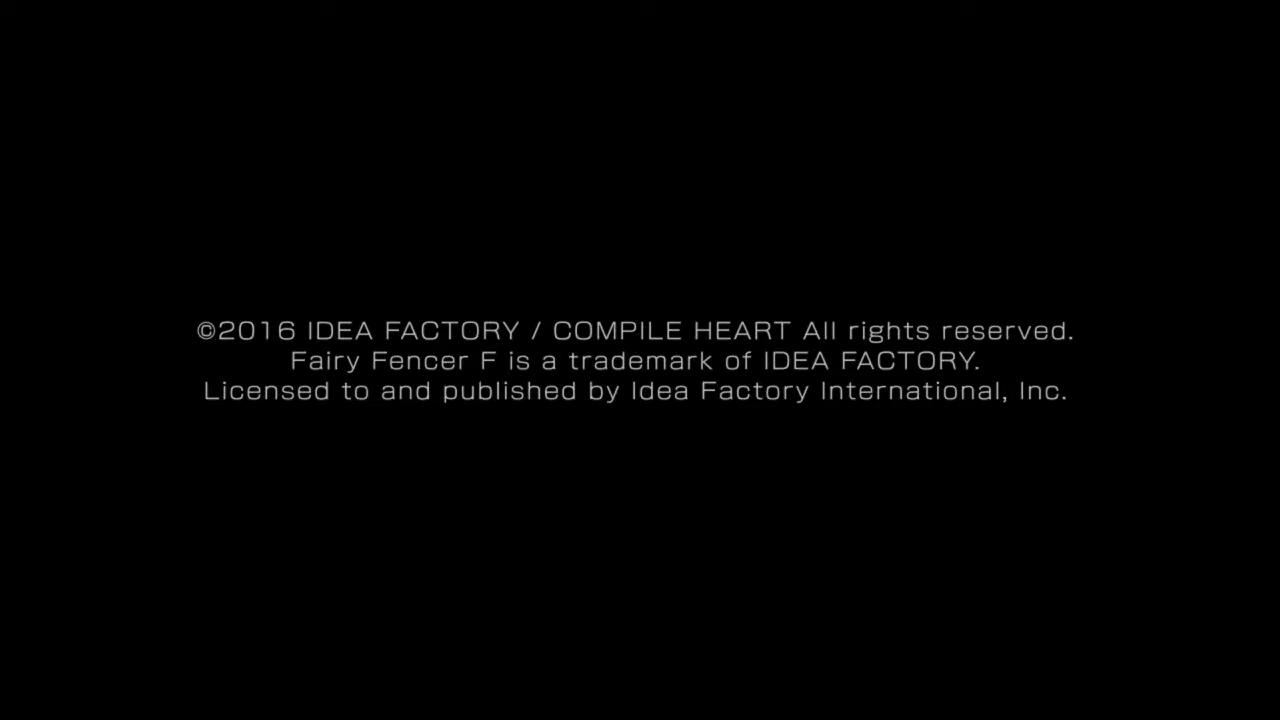 ©2016 IDEA FACTORY / COMPILE HEART All rights reserved.
Fairy Fencer F is a trademark of IDEA FACTORY.
Licensed to and published by Idea Factory International, Inc.